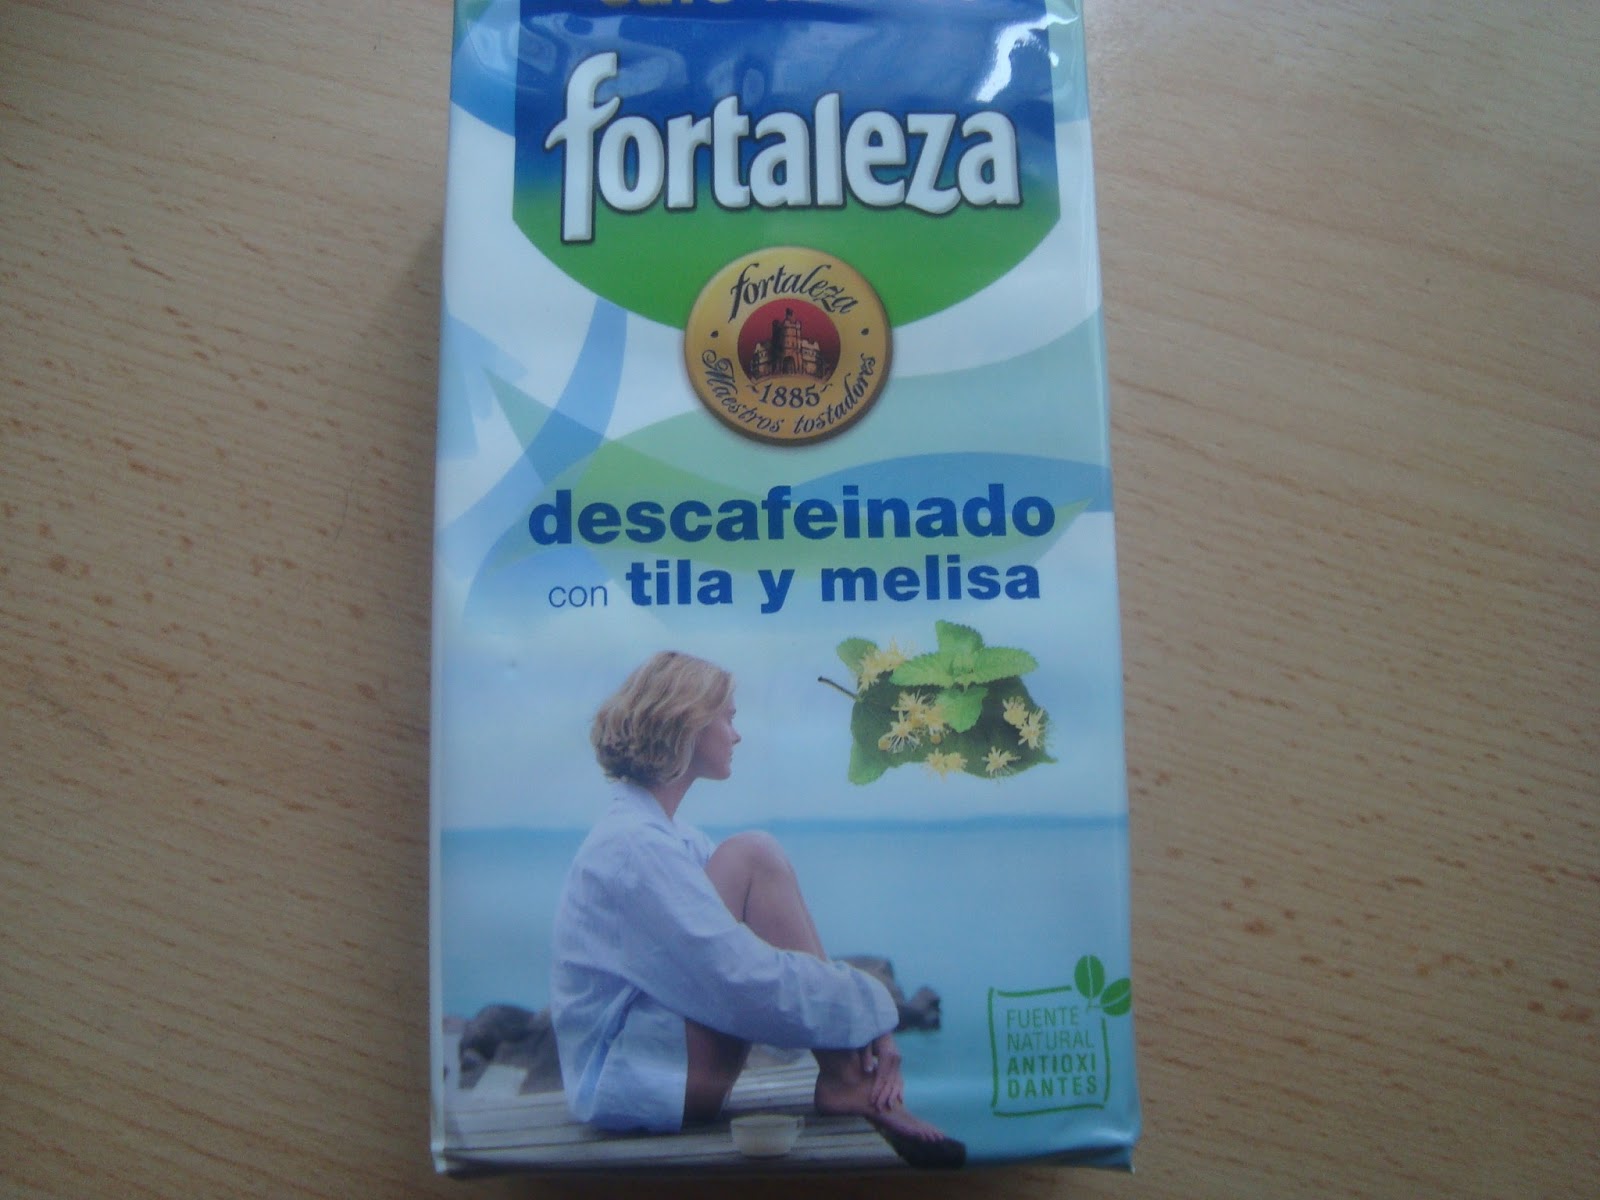 fortaleza
fortaleza
1885
Maestros tostadores
descafeinado
con tila y melisa
FUENTE
NATURAL
ANTIOXI
DANTES